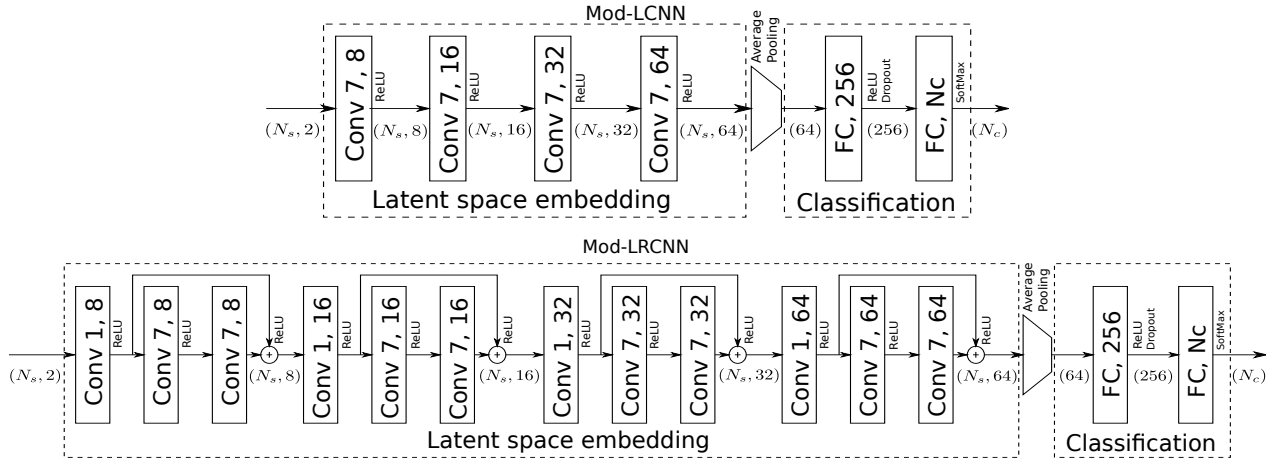 Mod-LCNN
Conv 7, 8
ReLU
Conv 7, 16
ReLU
Conv 7, 32
ReLU
Conv 7, 64
ReLU
Average
Pooling
FC, 256
ReLU
Dropout
FC, Nc
SoftMax
(N_s, 2)
(N_s, 8)
(N_s, 16)
(N_s, 32)
(N_s, 64)
(64)
(256)
(N_c)
Latent space embedding
Classification
Mod-LRCNN
Conv 1, 8
ReLU
Conv 7, 8
Conv 7, 8
ReLU
Conv 1, 16
ReLU
Conv 7, 16
Conv 7, 16
ReLU
Conv 1, 32
ReLU
Conv 7, 32
Conv 7, 32
ReLU
Conv 1, 64
ReLU
Conv 7, 64
Conv 7, 64
ReLU
Average
Pooling
FC, 256
ReLU
Dropout
FC, Nc
SoftMax
+
+
+
+
(N_s, 2)
(N_s, 8)
(N_s, 16)
(N_s, 32)
(N_s, 64)
(64)
(256)
(N_c)
Latent space embedding
Classification